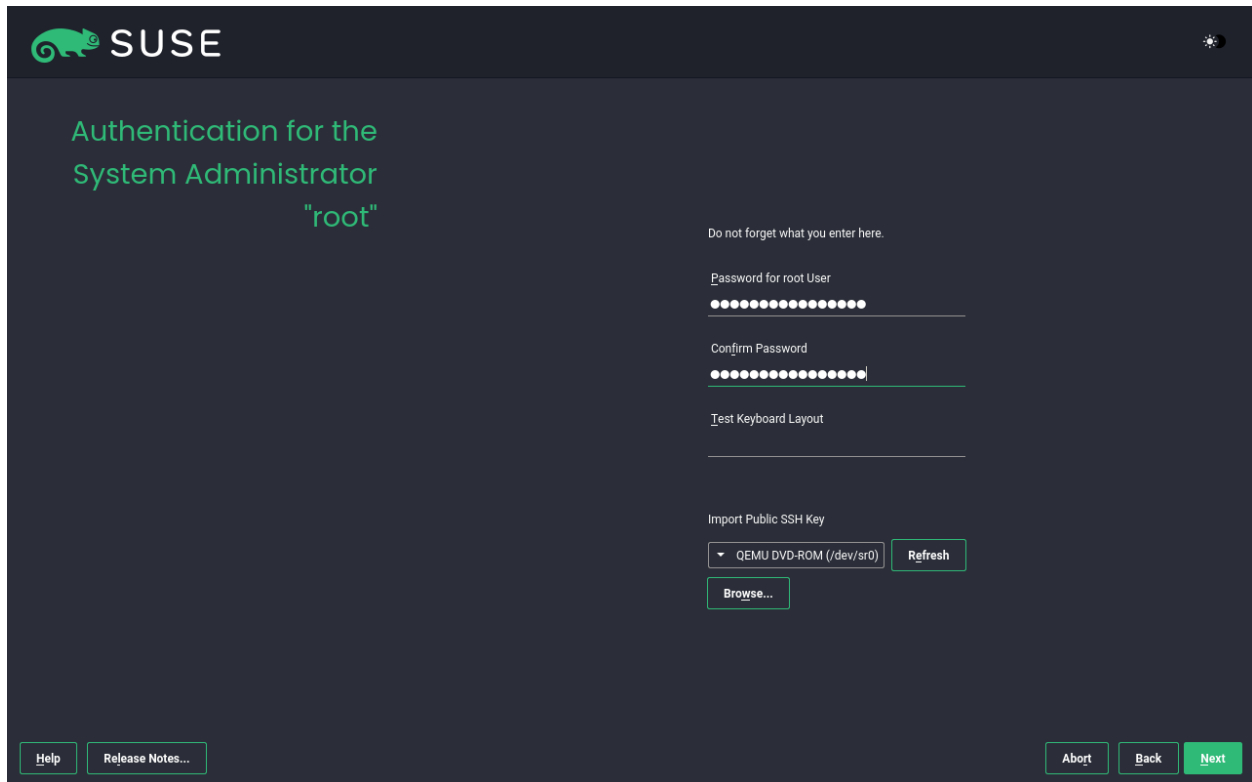 SUSE
Authentication for the
System Administrator
"root"
Do not forget what you enter here.
Password for root User
●●●●●●●●●●●●●●●●
Confirm Password
●●●●●●●●●●●●●●●●
Test Keyboard Layout
Import Public SSH Key
QEMU DVD-ROM (/dev/sr0) Refresh
Browse...
Help Release Notes... Abort Back Next